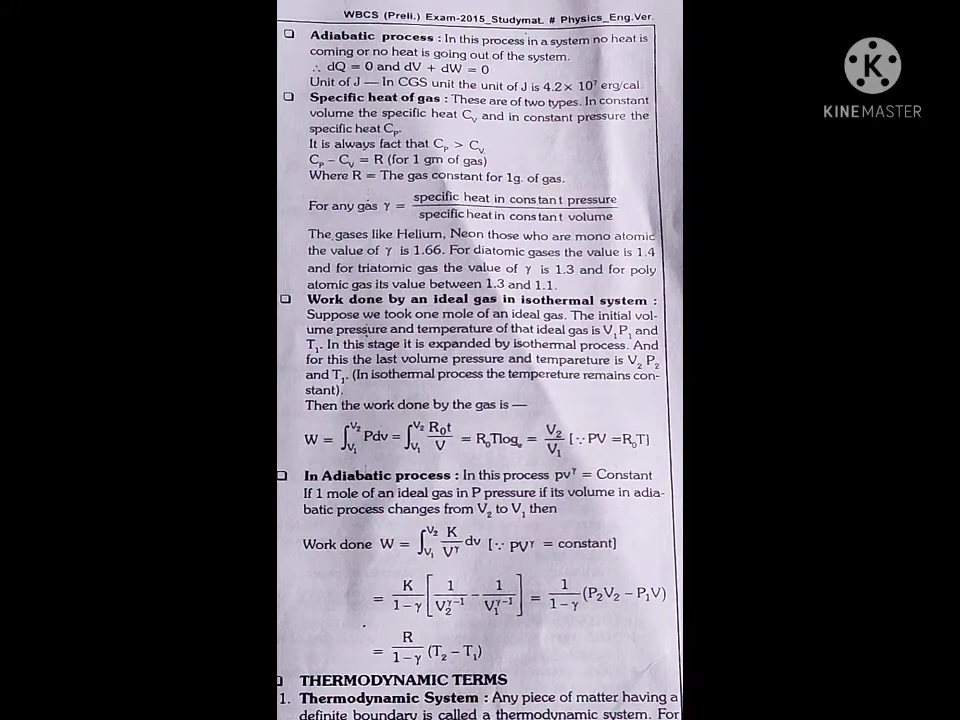 WBCS (Preli.) Exam-2015_Studymat. # Physics_Eng.Ver.
❑ Adiabatic process : In this process in a system no heat is
coming or no heat is going out of the system.
∴ dQ = 0 and dV + dW = 0
Unit of J — In CGS unit the unit of J is 4.2× 10⁷ erg/cal
❑ Specific heat of gas : These are of two types. In constant
volume the specific heat Cᵥ and in constant pressure the
specific heat Cₚ.
It is always fact that Cₚ > Cᵥ
Cₚ – Cᵥ = R (for 1 gm of gas)
Where R = The gas constant for 1g. of gas.
For any gas γ = specific heat in constant pressure / specific heat in constant volume
The gases like Helium, Neon those who are mono atomic
the value of γ is 1.66. For diatomic gases the value is 1.4
and for triatomic gas the value of γ is 1.3 and for poly
atomic gas its value between 1.3 and 1.1.
❑ Work done by an ideal gas in isothermal system :
Suppose we took one mole of an ideal gas. The initial vol-
ume pressure and temperature of that ideal gas is V₁P₁ and
T₁. In this stage it is expanded by isothermal process. And
for this the last volume pressure and tempareture is V₂ P₂
and T₁. (In isothermal process the tempereture remains con-
stant).
Then the work done by the gas is —
W = ∫V₁^V₂ Pdv = ∫V₁^V₂ R₀t/V = R₀Tlogₑ = V₂/V₁ [∵ PV =R₀T]
❑ In Adiabatic process : In this process pvᵞ = Constant
If 1 mole of an ideal gas in P pressure if its volume in adia-
batic process changes from V₂ to V₁ then
Work done W = ∫V₁^V₂ K/Vᵞ dv [∵ PVᵞ = constant]
= K/(1–γ) [1/V₂^(γ–1) – 1/V₁^(γ–1)] = 1/(1–γ) (P₂V₂ – P₁V)
= R/(1–γ) (T₂ – T₁)
❑ THERMODYNAMIC TERMS
1. Thermodynamic System : Any piece of matter having a
definite boundary is called a thermodynamic system. For
K
KINEMASTER